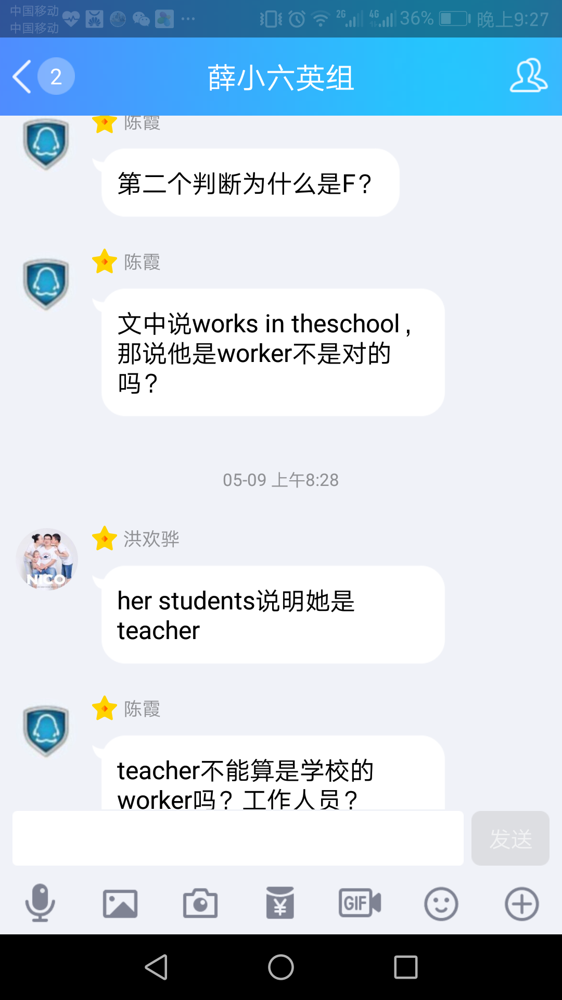 中国移动
中国移动
2G
4G
36%
晚上9:27
2
薛小六英组
陈霞
第二个判断为什么是F？
陈霞
文中说works in theschool，
那说他是worker不是对的
吗？
05-09 上午8:28
洪欢骅
NICO
her students说明她是
teacher
陈霞
teacher不能算是学校的
worker吗？工作人员？
发送
¥
GIF